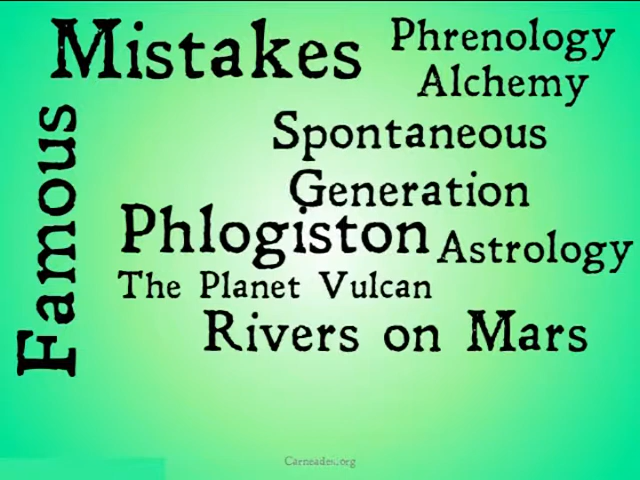 Famous
Mistakes
Phrenology
Alchemy
Spontaneous
Generation
Phlogiston
Astrology
The Planet Vulcan
Rivers on Mars
Carneades.org